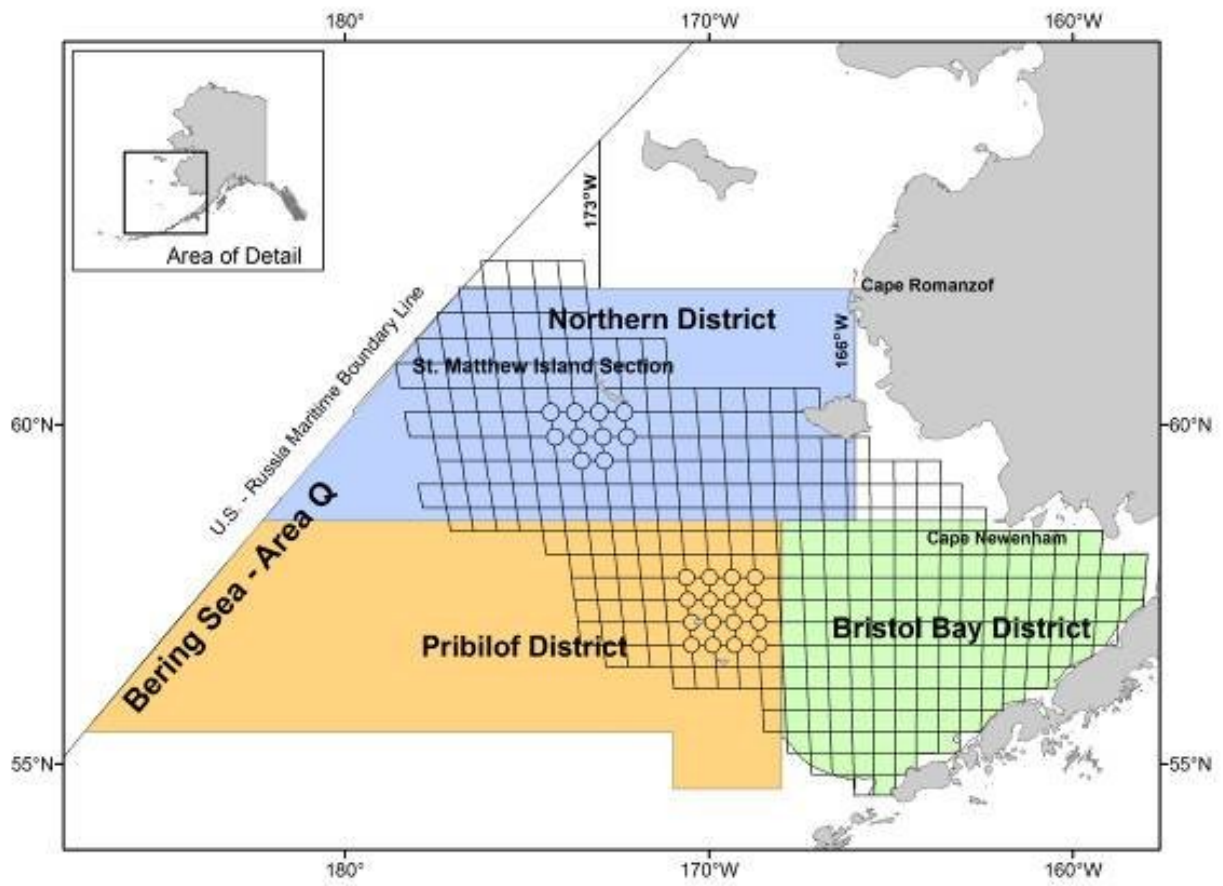 180°
170°W
160°W
Area of Detail
173°W
Cape Romanzof
Northern District
166°W
St. Matthew Island Section
U.S. - Russia Maritime Boundary Line
60°N
60°N
Bering Sea - Area Q
Cape Newenham
Pribilof District
Bristol Bay District
55°N
55°N
180°
170°W
160°W